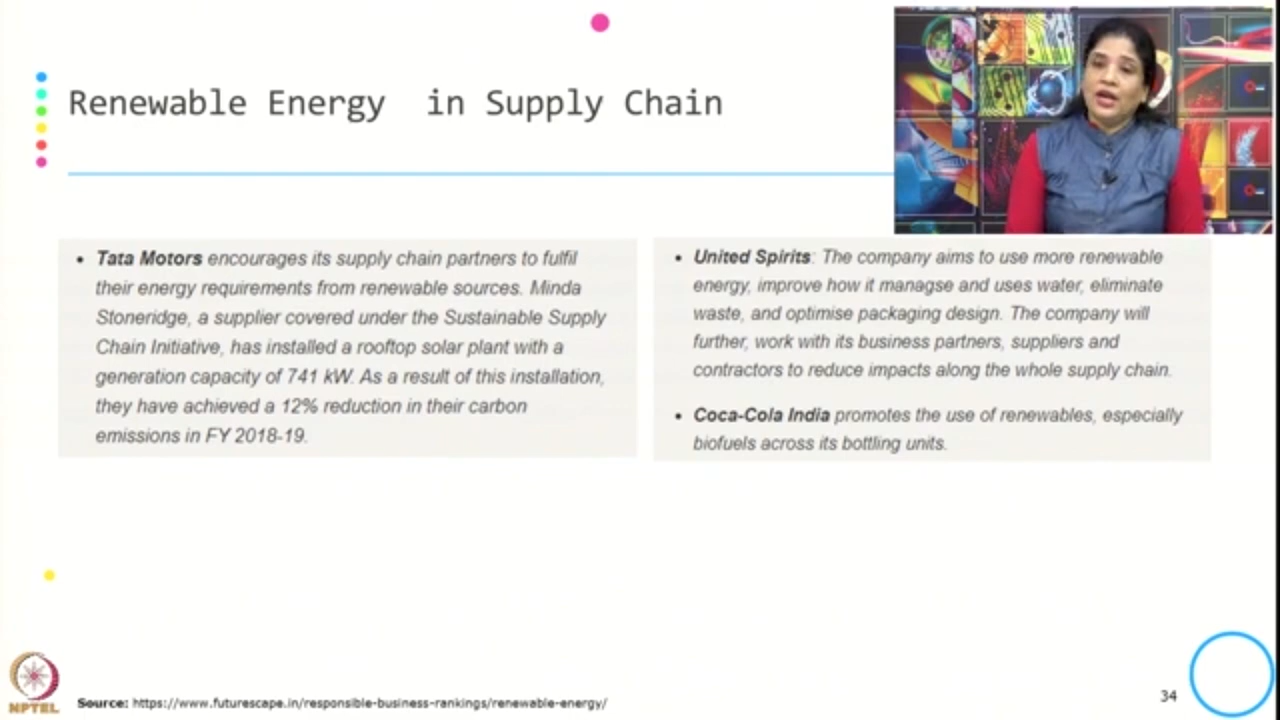 Renewable Energy in Supply Chain
• Tata Motors encourages its supply chain partners to fulfil
their energy requirements from renewable sources. Minda
Stoneridge, a supplier covered under the Sustainable Supply
Chain Initiative, has installed a rooftop solar plant with a
generation capacity of 741 kW. As a result of this installation,
they have achieved a 12% reduction in their carbon
emissions in FY 2018-19.
• United Spirits: The company aims to use more renewable
energy, improve how it managse and uses water, eliminate
waste, and optimise packaging design. The company will
further, work with its business partners, suppliers and
contractors to reduce impacts along the whole supply chain.
• Coca-Cola India promotes the use of renewables, especially
biofuels across its bottling units.
NPTEL
Source: https://www.futurescape.in/responsible-business-rankings/renewable-energy/
34